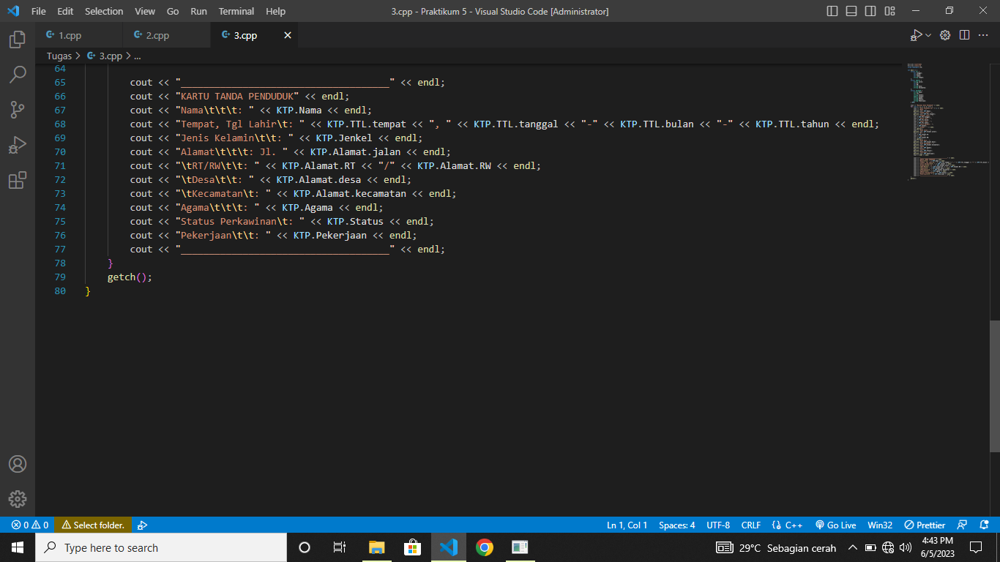 File Edit Selection View Go Run Terminal Help 3.cpp - Praktikum 5 - Visual Studio Code [Administrator]
1.cpp 2.cpp 3.cpp
Tugas > 3.cpp > ...
64
65 cout << "_____________________________________" << endl;
66 cout << "KARTU TANDA PENDUDUK" << endl;
67 cout << "Nama\t\t\t: " << KTP.Nama << endl;
68 cout << "Tempat, Tgl Lahir\t: " << KTP.TTL.tempat << ", " << KTP.TTL.tanggal << "-" << KTP.TTL.bulan << "-" << KTP.TTL.tahun << endl;
69 cout << "Jenis Kelamin\t\t: " << KTP.Jenkel << endl;
70 cout << "Alamat\t\t\t: Jl. " << KTP.Alamat.jalan << endl;
71 cout << "\tRT/RW\t\t: " << KTP.Alamat.RT << "/" << KTP.Alamat.RW << endl;
72 cout << "\tDesa\t\t: " << KTP.Alamat.desa << endl;
73 cout << "\tKecamatan\t: " << KTP.Alamat.kecamatan << endl;
74 cout << "Agama\t\t\t: " << KTP.Agama << endl;
75 cout << "Status Perkawinan\t: " << KTP.Status << endl;
76 cout << "Pekerjaan\t\t: " << KTP.Pekerjaan << endl;
77 cout << "_____________________________________" << endl;
78 }
79 getch();
80 }
0 0 Select folder. Ln 1, Col 1 Spaces: 4 UTF-8 CRLF {} C++ Go Live Win32 Prettier
Type here to search 29°C Sebagian cerah 4:43 PM
6/5/2023